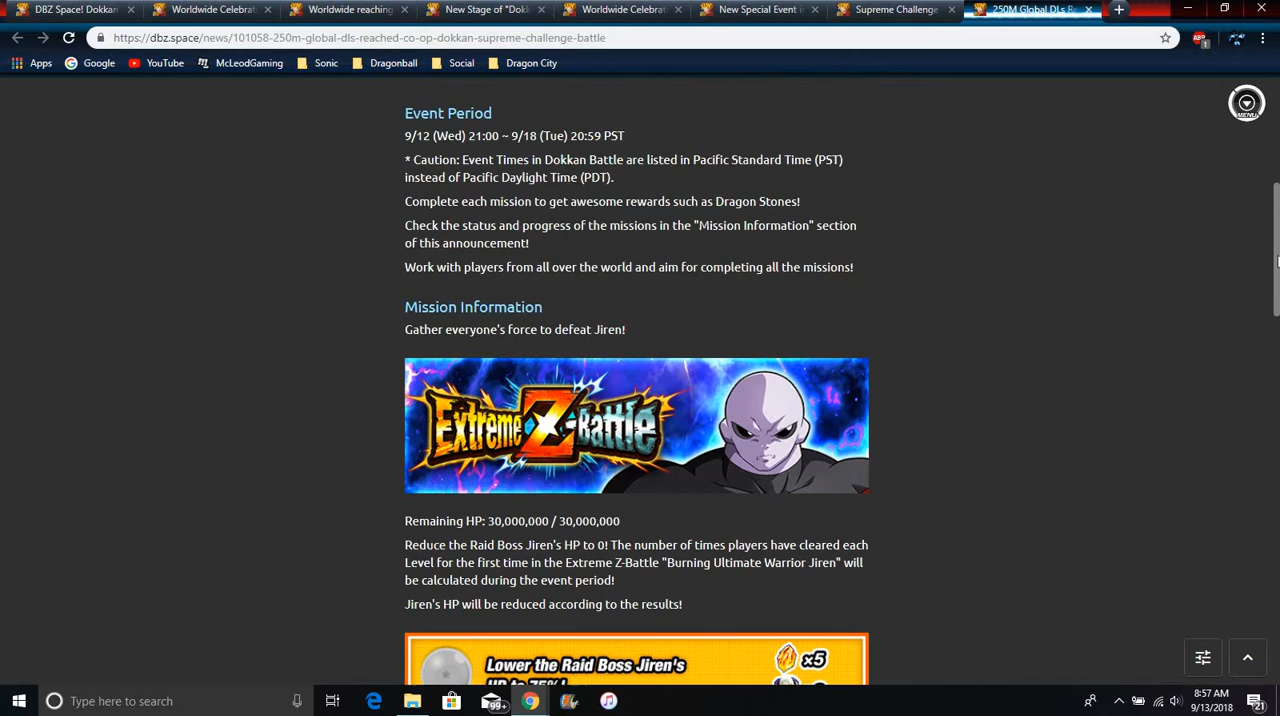 DBZ Space! Dokkan
Worldwide Celebrat
Worldwide reaching
New Stage of "Dokk
Worldwide Celebrat
New Special Event i
Supreme Challenge
250M Global DLs Re
https://dbz.space/news/101058-250m-global-dls-reached-co-op-dokkan-supreme-challenge-battle
ABP
1
Apps
Google
YouTube
McLeodGaming
Sonic
Dragonball
Social
Dragon City
MENU
Event Period
9/12 (Wed) 21:00 ~ 9/18 (Tue) 20:59 PST
* Caution: Event Times in Dokkan Battle are listed in Pacific Standard Time (PST)
instead of Pacific Daylight Time (PDT).
Complete each mission to get awesome rewards such as Dragon Stones!
Check the status and progress of the missions in the "Mission Information" section
of this announcement!
Work with players from all over the world and aim for completing all the missions!
Mission Information
Gather everyone's force to defeat Jiren!
Extreme Z-Battle
Remaining HP: 30,000,000 / 30,000,000
Reduce the Raid Boss Jiren's HP to 0! The number of times players have cleared each
Level for the first time in the Extreme Z-Battle "Burning Ultimate Warrior Jiren" will
be calculated during the event period!
Jiren's HP will be reduced according to the results!
Lower the Raid Boss Jiren's
HP to 75%!
x5
Type here to search
99+
8:57 AM
9/13/2018
21